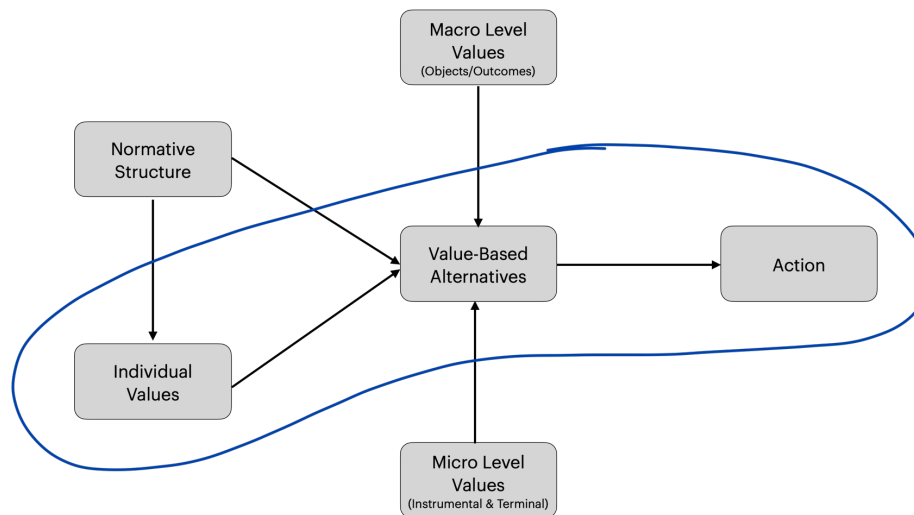 Macro Level
Values
(Objects/Outcomes)
Normative
Structure
Value-Based
Alternatives
Action
Individual
Values
Micro Level
Values
(Instrumental & Terminal)